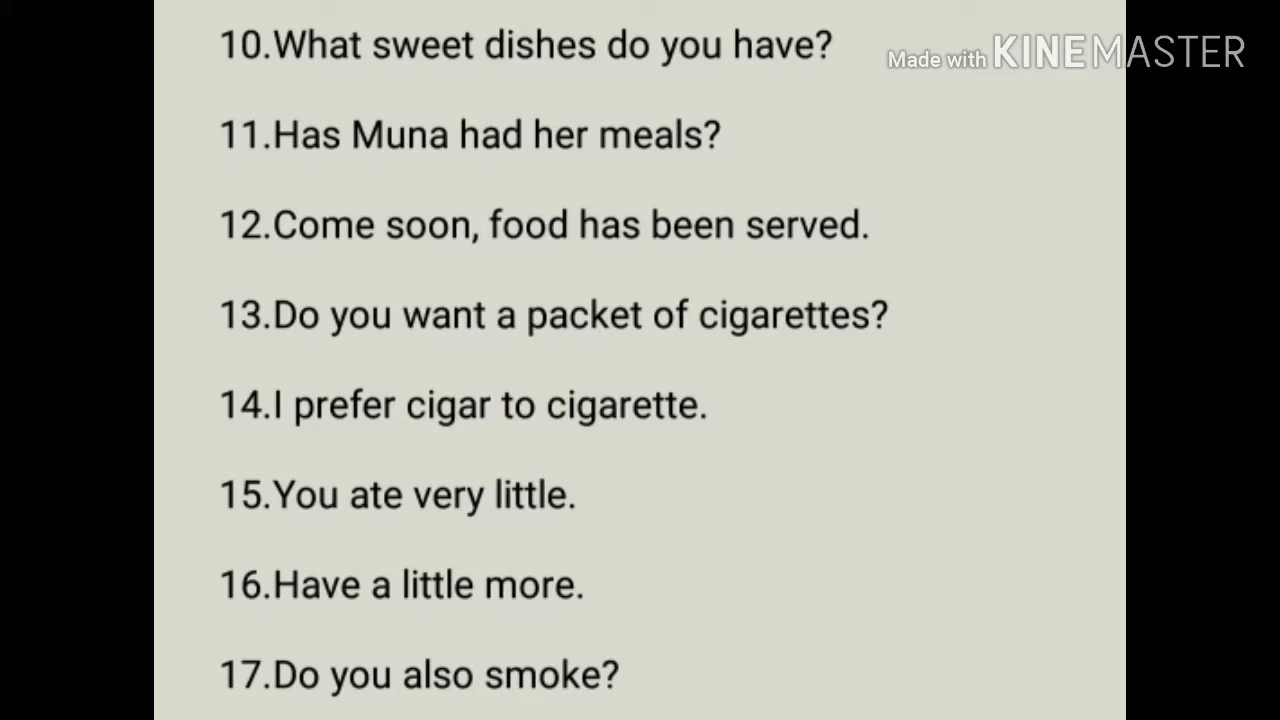 10.What sweet dishes do you have?
Made with KINEMASTER
11.Has Muna had her meals?
12.Come soon, food has been served.
13.Do you want a packet of cigarettes?
14.I prefer cigar to cigarette.
15.You ate very little.
16.Have a little more.
17.Do you also smoke?